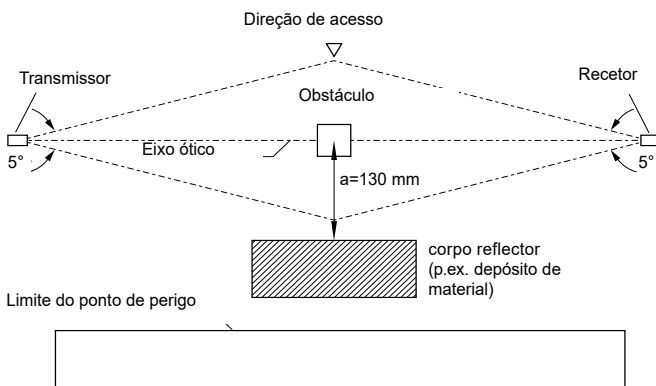 Direção de acesso
Transmissor
Recetor
Obstáculo
Eixo ótico
5°
5°
a=130 mm
corpo reflector
(p.ex. depósito de
material)
Limite do ponto de perigo